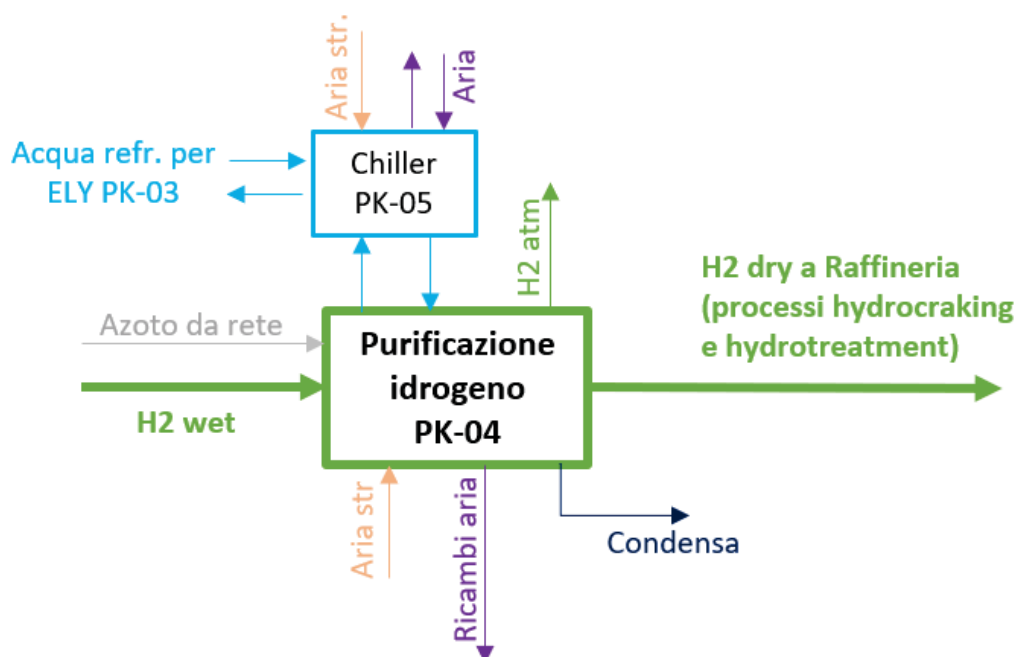 Aria str.
Aria
Acqua refr. per
ELY PK-03
Chiller
PK-05
H2 atm
H2 dry a Raffineria
(processi hydrocraking
e hydrotreatment)
Azoto da rete
Purificazione
idrogeno
PK-04
H2 wet
Aria str
Ricambi aria
Condensa